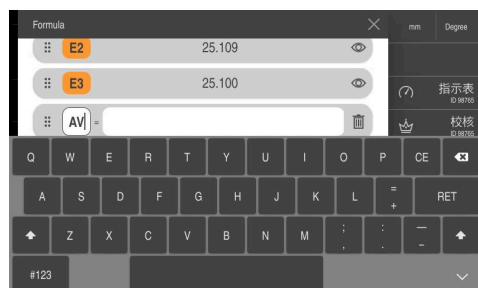 Formula
mm Degree
E2 25.109
E3 25.100
指示表
ID 98765
AV =
校核
ID 98765
Q W E R T Y U I O P CE
A S D F G H J K L = + RET
Z X C V B N M ; , : . — -
#123